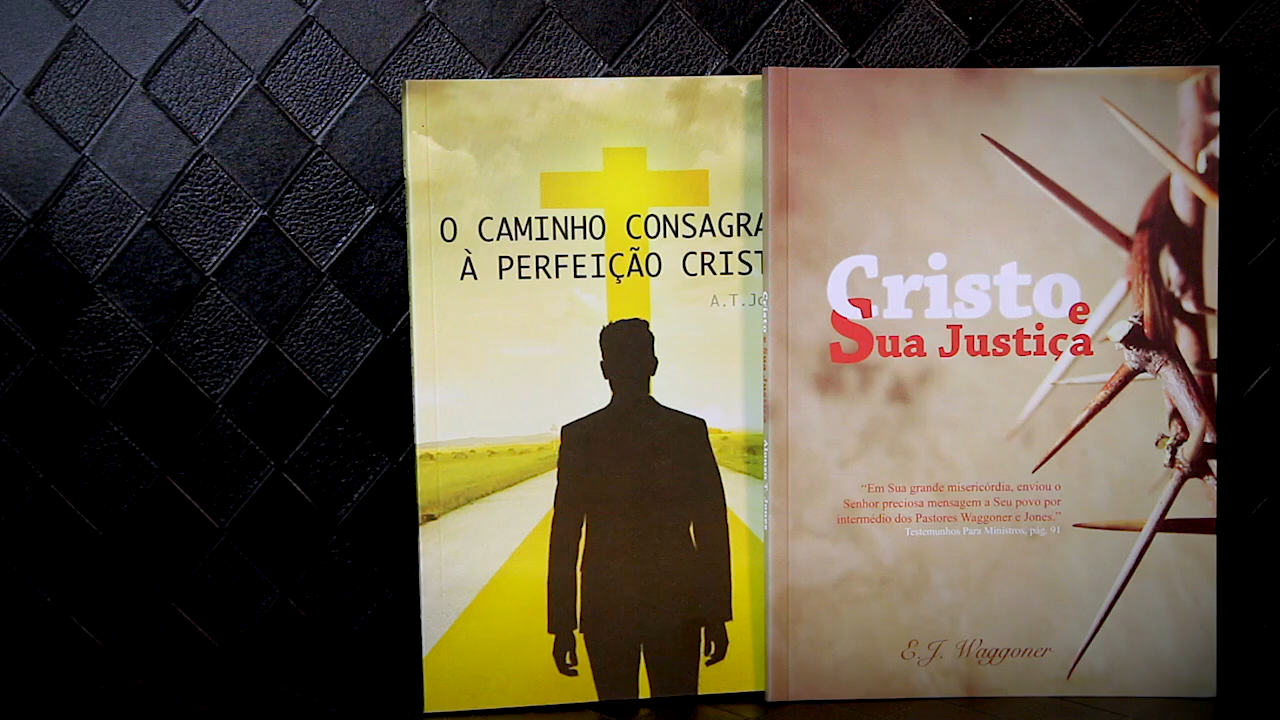 O CAMINHO CONSAGRA
À PERFEIÇÃO CRIST
A.T.Jo
Cristo e
Sua Justiça
“Em Sua grande misericórdia, enviou o
Senhor preciosa mensagem a Seu povo por
intermédio dos Pastores Waggoner e Jones.”
Testemunhos Para Ministros, pág. 91
E.J. Waggoner